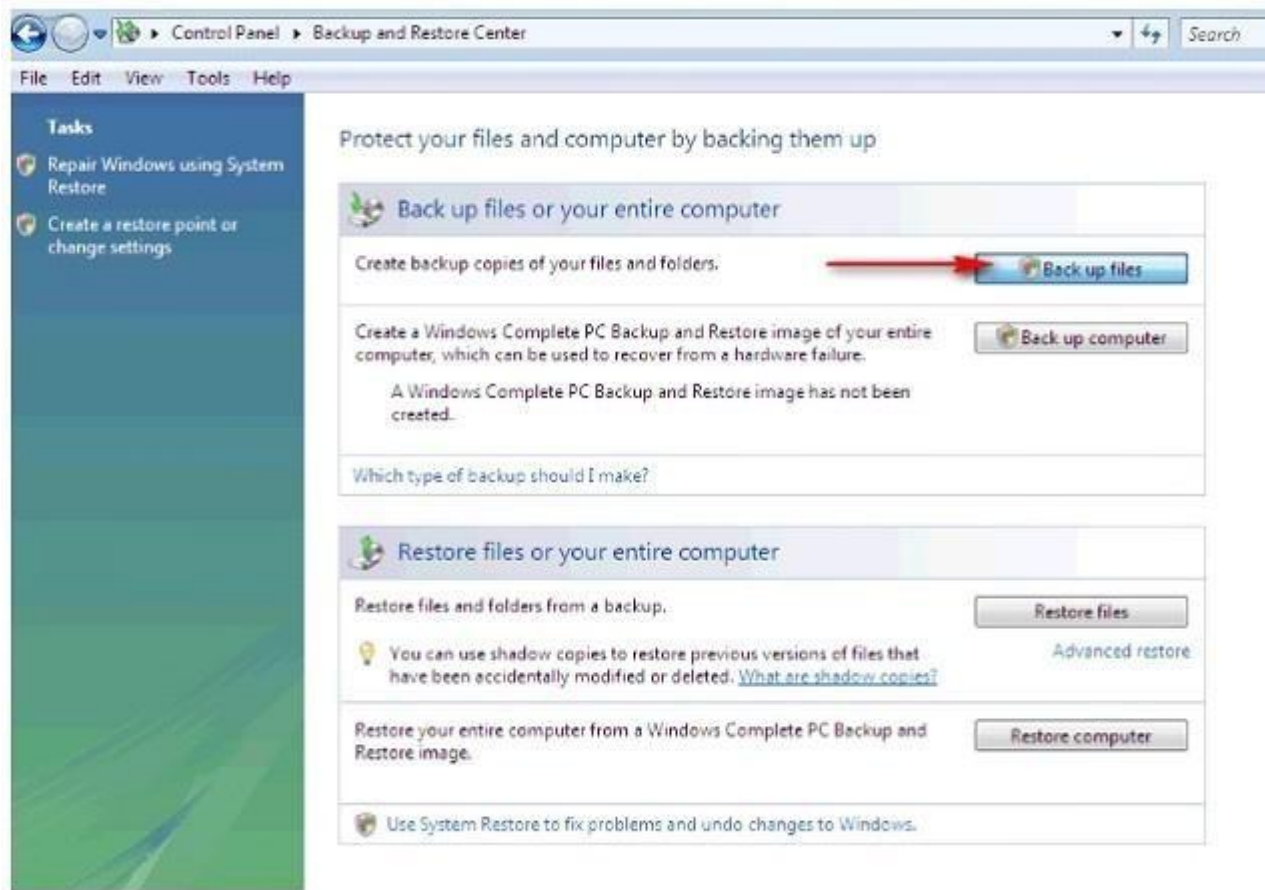 Control Panel
Backup and Restore Center
Search
File Edit View Tools Help
Tasks
Repair Windows using System
Restore
Create a restore point or
change settings
Protect your files and computer by backing them up
Back up files or your entire computer
Create backup copies of your files and folders.
Back up files
Create a Windows Complete PC Backup and Restore image of your entire
computer, which can be used to recover from a hardware failure.
Back up computer
A Windows Complete PC Backup and Restore image has not been
created.
Which type of backup should I make?
Restore files or your entire computer
Restore files and folders from a backup.
Restore files
You can use shadow copies to restore previous versions of files that
have been accidentally modified or deleted. What are shadow copies?
Advanced restore
Restore your entire computer from a Windows Complete PC Backup and
Restore image.
Restore computer
Use System Restore to fix problems and undo changes to Windows.